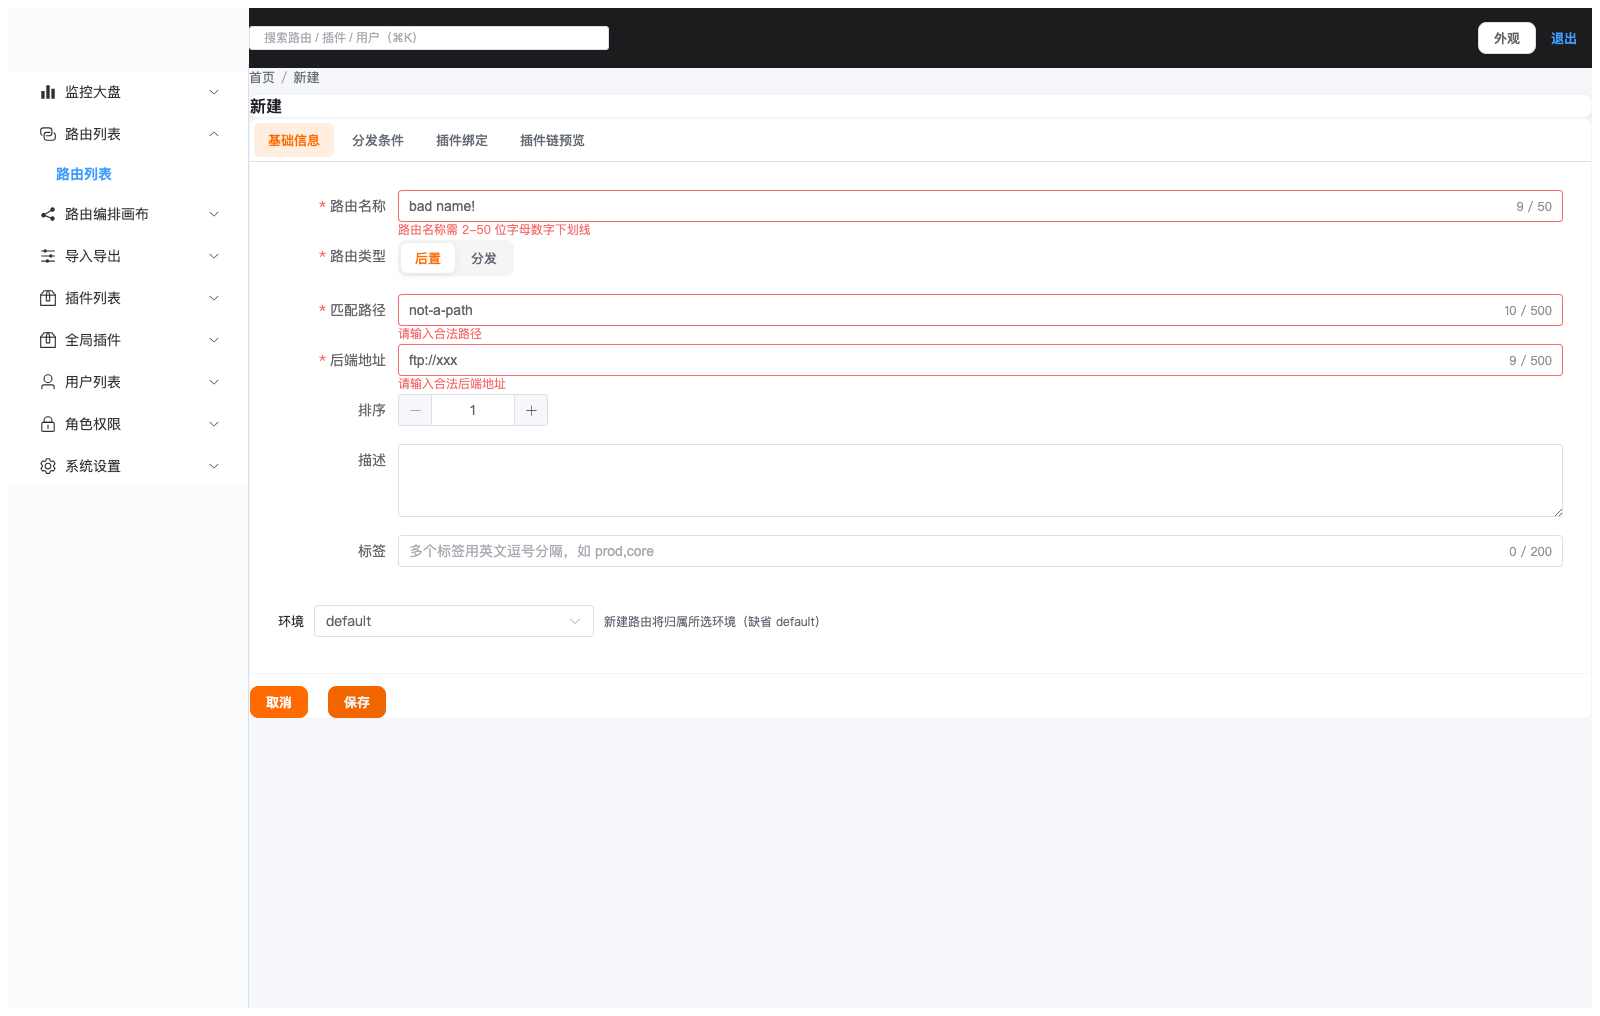 搜索路由 / 插件 / 用户（⌘K）
外观
退出
监控大盘
路由列表
路由列表
路由编排画布
导入导出
插件列表
全局插件
用户列表
角色权限
系统设置
首页 / 新建
新建
基础信息 分发条件 插件绑定 插件链预览
* 路由名称 bad name! 9 / 50
路由名称需 2–50 位字母数字下划线
* 路由类型 后置 分发
* 匹配路径 not-a-path 10 / 500
请输入合法路径
* 后端地址 ftp://xxx 9 / 500
请输入合法后端地址
排序 1
描述
标签 多个标签用英文逗号分隔，如 prod,core 0 / 200
环境 default 新建路由将归属所选环境（缺省 default）
取消 保存